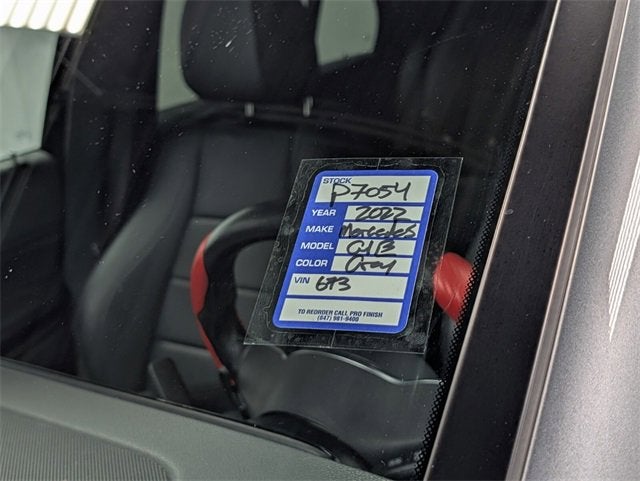 STOCK P7054
YEAR 2022
MAKE Mercedes
MODEL GLB
COLOR Gray
VIN 673
TO REORDER CALL PRO FINISH
(847) 981-9400